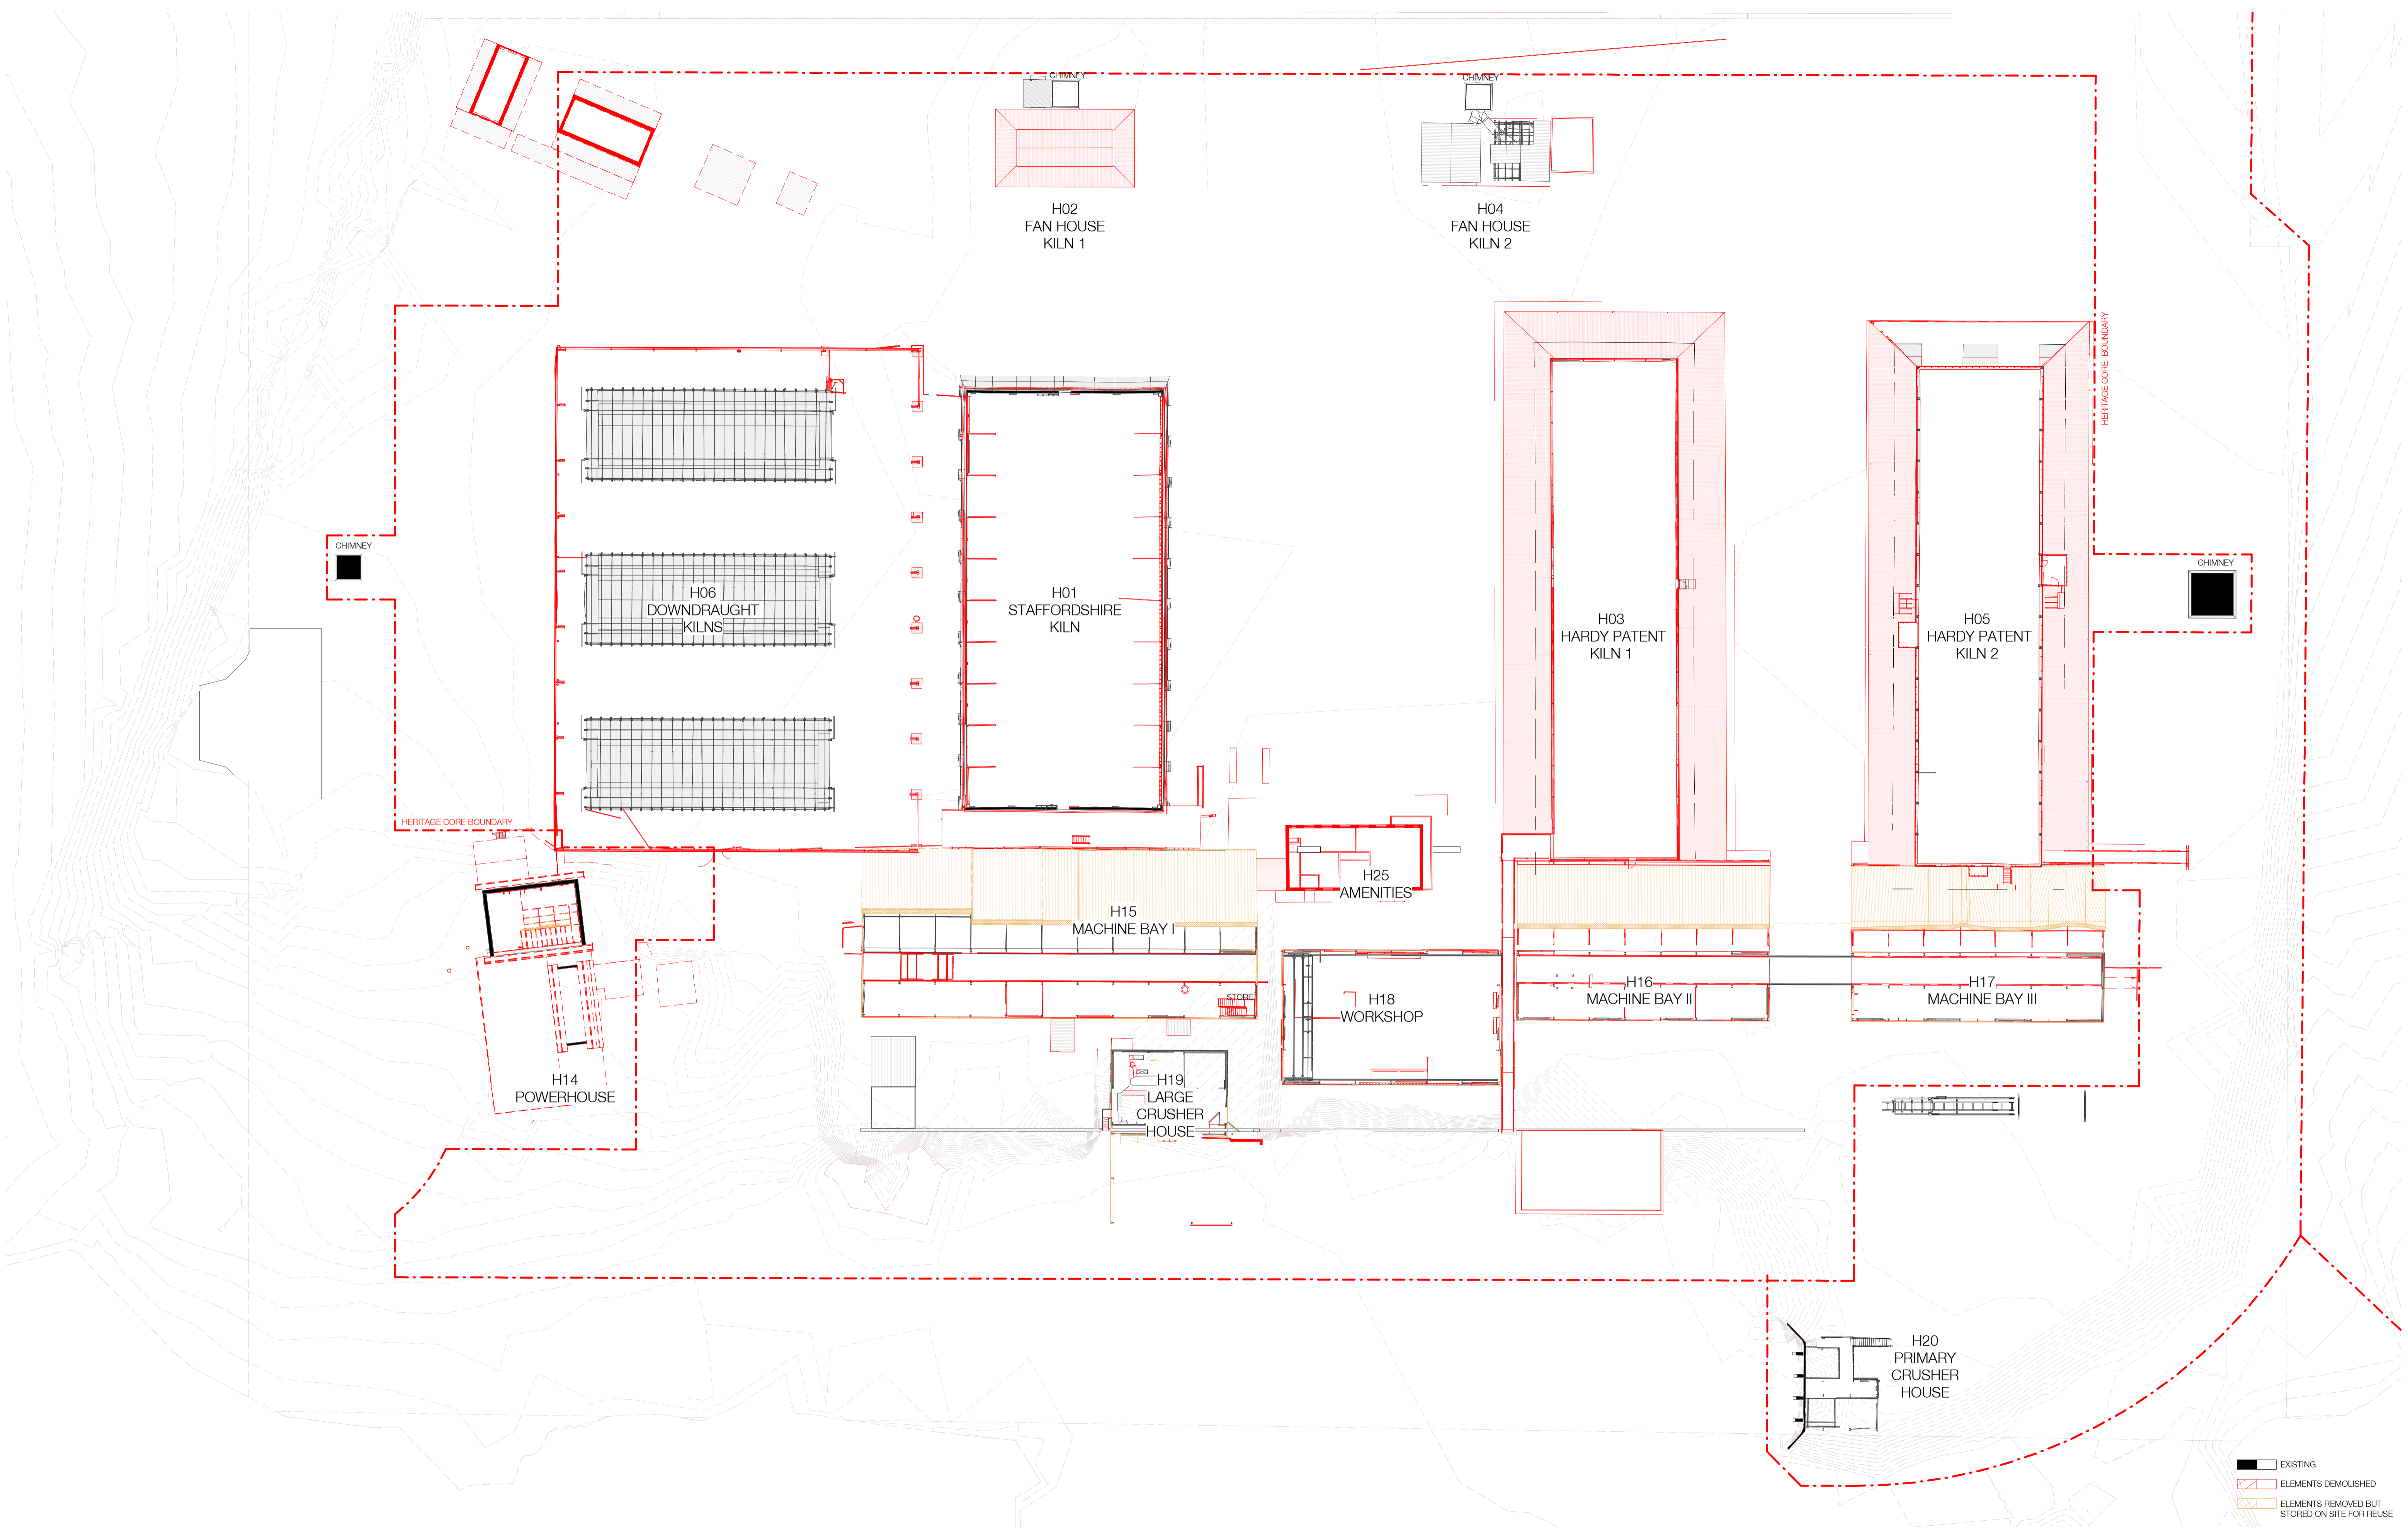 CHIMNEY
CHIMNEY
H02
FAN HOUSE
KILN 1
H04
FAN HOUSE
KILN 2
HERITAGE CORE BOUNDARY
CHIMNEY
CHIMNEY
H06
DOWNDRAUGHT
KILNS
H01
STAFFORDSHIRE
KILN
H03
HARDY PATENT
KILN 1
H05
HARDY PATENT
KILN 2
HERITAGE CORE BOUNDARY
H25
AMENITIES
H15
MACHINE BAY I
STORE
H18
WORKSHOP
H16
MACHINE BAY II
H17
MACHINE BAY III
H14
POWERHOUSE
H19
LARGE
CRUSHER
HOUSE
H20
PRIMARY
CRUSHER
HOUSE
EXISTING
ELEMENTS DEMOLISHED
ELEMENTS REMOVED BUT
STORED ON SITE FOR REUSE